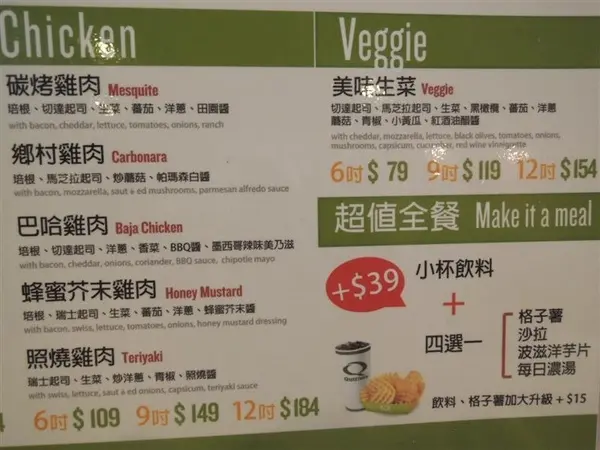 Chicken
碳烤雞肉 Mesquite
培根、切達起司、生菜、蕃茄、洋蔥、田園醬
with bacon, cheddar, lettuce, tomatoes, onions, ranch
鄉村雞肉 Carbonara
培根、馬芝拉起司、炒蘑菇、帕瑪森白醬
with bacon, mozzarella, saut ed mushrooms, parmesan alfredo sauce
巴哈雞肉 Baja Chicken
培根、切達起司、洋蔥、香菜、BBQ醬、墨西哥辣味美乃滋
with bacon, cheddar, onions, coriander, BBQ sauce, chipotle mayo
蜂蜜芥末雞肉 Honey Mustard
培根、瑞士起司、生菜、蕃茄、洋蔥、蜂蜜芥末醬
with bacon, swiss, lettuce, tomatoes, onions, honey mustard dressing
照燒雞肉 Teriyaki
瑞士起司、生菜、炒洋蔥、青椒、照燒醬
with swiss, lettuce, saut ed onions, capsicum, teriyaki sauce
6吋 $ 109 9吋 $ 149 12吋 $ 184
Veggie
美味生菜 Veggie
切達起司、馬芝拉起司、生菜、黑橄欖、蕃茄、洋蔥
蘑菇、青椒、小黃瓜、紅酒油醋醬
with cheddar, mozzarella, lettuce, black olives, tomatoes, onions,
mushrooms, capsicum, cucumber, red wine vinaigrette
6吋 $ 79 9吋 $ 119 12吋 $154
超值全餐 Make it a meal
+$39 小杯飲料
+
四選一
格子薯
沙拉
波滋洋芋片
每日濃湯
飲料、格子薯加大升級 + $15